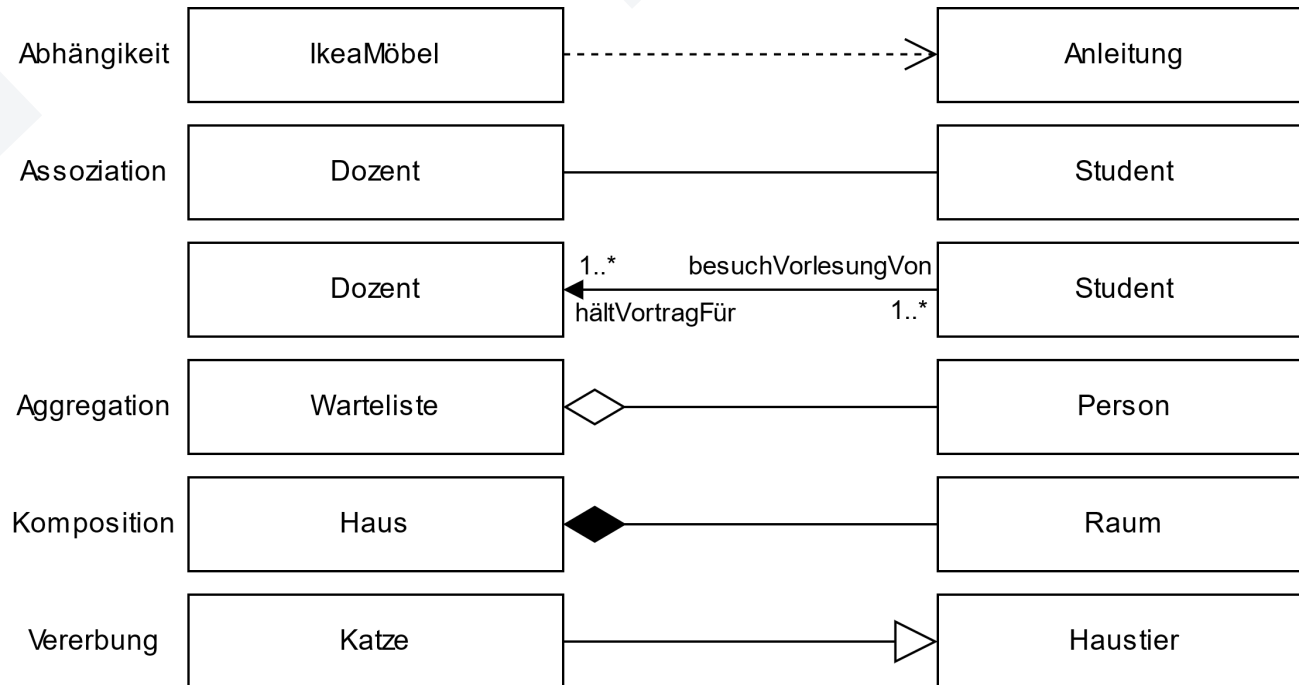 Abhängikeit IkeaMöbel Anleitung
Assoziation Dozent Student
Dozent 1..* besuchVorlesungVon Student
hältVortragFür 1..*
Aggregation Warteliste Person
Komposition Haus Raum
Vererbung Katze Haustier